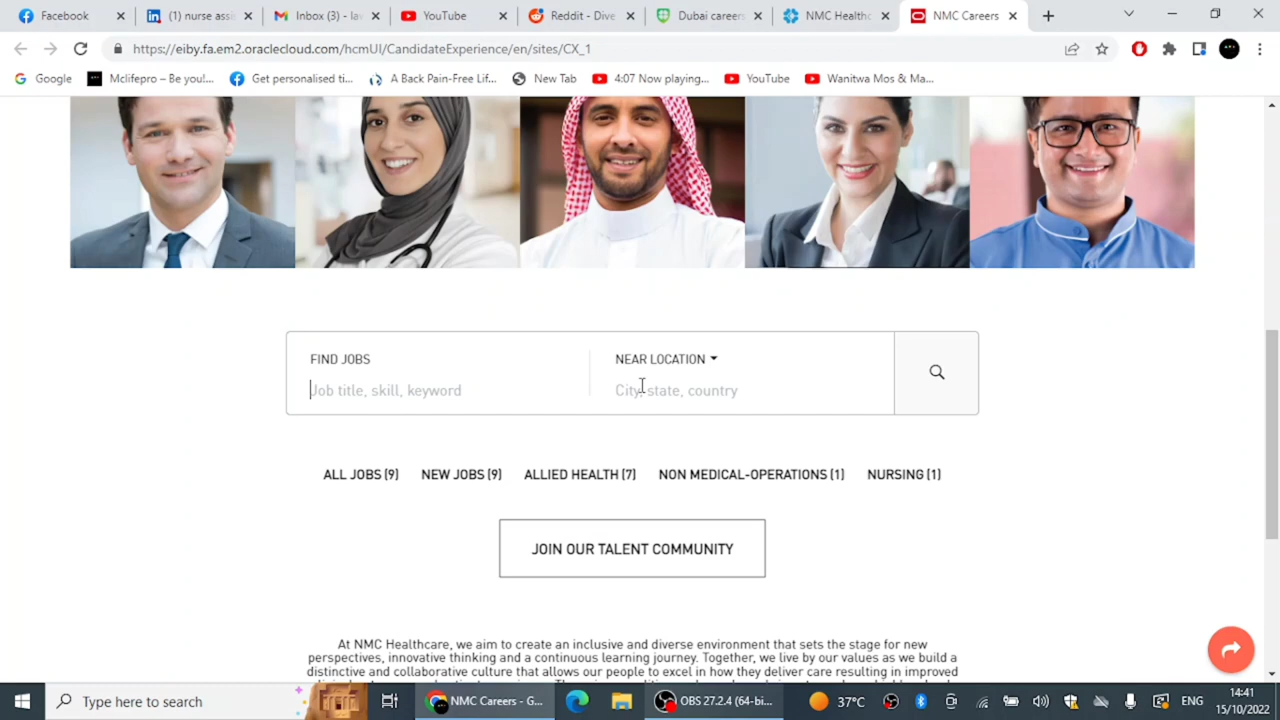 Facebook
(1) nurse assi
Inbox (3) - la
YouTube
Reddit - Dive
Dubai careers
NMC Healthc
NMC Careers
https://eiby.fa.em2.oraclecloud.com/hcmUI/CandidateExperience/en/sites/CX_1
Google
Mclifepro – Be you!...
Get personalised ti...
A Back Pain-Free Lif...
New Tab
4:07 Now playing...
YouTube
Wanitwa Mos & Ma...
FIND JOBS
NEAR LOCATION
Job title, skill, keyword
City, state, country
ALL JOBS (9)
NEW JOBS (9)
ALLIED HEALTH (7)
NON MEDICAL-OPERATIONS (1)
NURSING (1)
JOIN OUR TALENT COMMUNITY
At NMC Healthcare, we aim to create an inclusive and diverse environment that sets the stage for new
perspectives, innovative thinking and a continuous learning journey. Together, we live by our values as we build a
distinctive and collaborative culture that allows our people to excel in how they deliver care resulting in improved
Type here to search
NMC Careers - G...
OBS 27.2.4 (64-bi...
37°C
ENG
14:41
15/10/2022